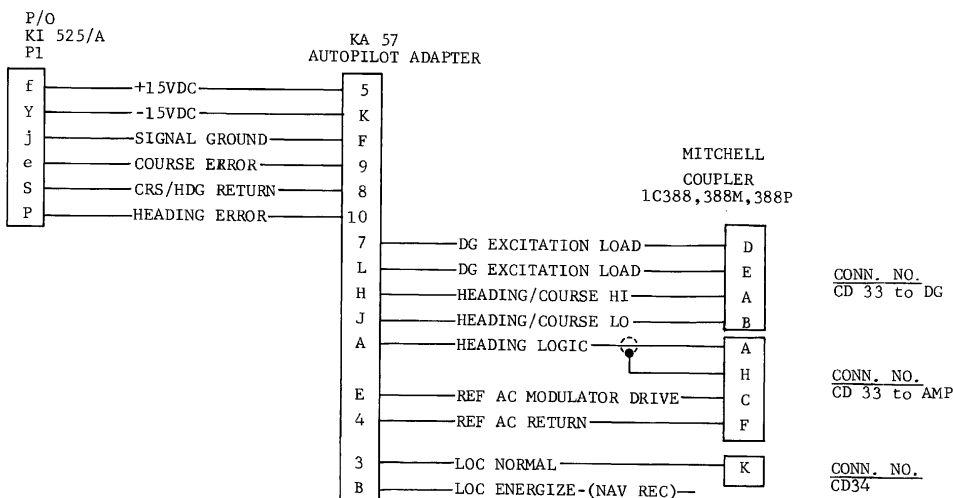 P/O
KI 525/A
P1
KA 57
AUTOPILOT ADAPTER
f +15VDC 5
Y -15VDC K
j SIGNAL GROUND F
e COURSE ERROR 9
S CRS/HDG RETURN 8
P HEADING ERROR 10
MITCHELL
COUPLER
1C388,388M,388P
7 DG EXCITATION LOAD D
L DG EXCITATION LOAD E
H HEADING/COURSE HI A
J HEADING/COURSE LO B
CONN. NO.
CD 33 to DG
A HEADING LOGIC A
H
E REF AC MODULATOR DRIVE C
4 REF AC RETURN F
CONN. NO.
CD 33 to AMP
3 LOC NORMAL K
B LOC ENERGIZE-(NAV REC)
CONN. NO.
CD34